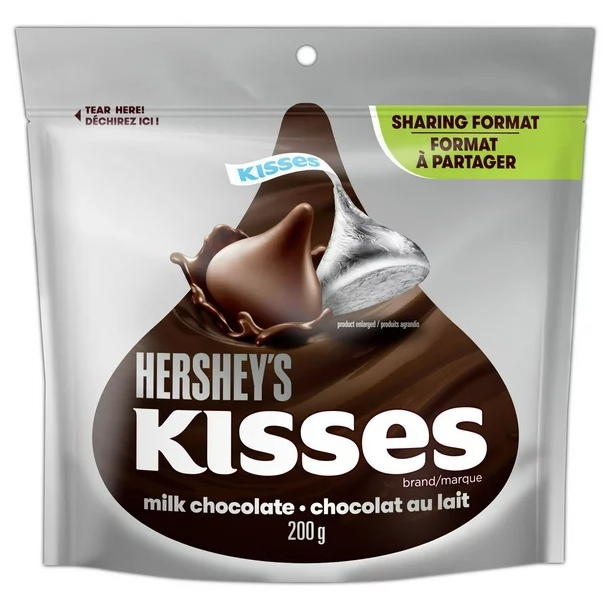 TEAR HERE!
DÉCHIREZ ICI !
SHARING FORMAT
FORMAT
À PARTAGER
KISSES
product enlarged / produits agrandis
HERSHEY'S
KISSES
brand/marque
milk chocolate • chocolat au lait
200 g